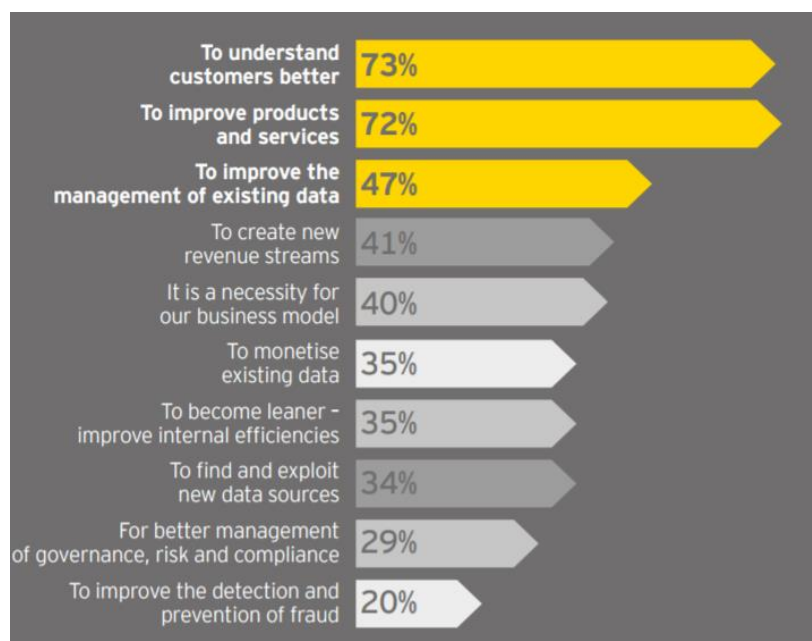 To understand
customers better
73%
To improve products
and services
72%
To improve the
management of existing data
47%
To create new
revenue streams
41%
It is a necessity for
our business model
40%
To monetise
existing data
35%
To become leaner –
improve internal efficiencies
35%
To find and exploit
new data sources
34%
For better management
of governance, risk and compliance
29%
To improve the detection and
prevention of fraud
20%